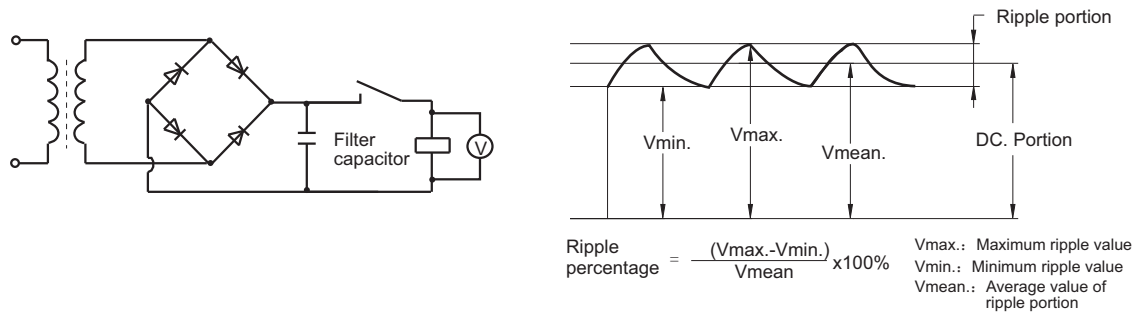 Filter
capacitor
V
Ripple portion
Vmin.
Vmax.
Vmean.
DC. Portion
Ripple
percentage
= (Vmax.-Vmin.)
Vmean
x100%
Vmax.: Maximum ripple value
Vmin.: Minimum ripple value
Vmean.: Average value of
ripple portion